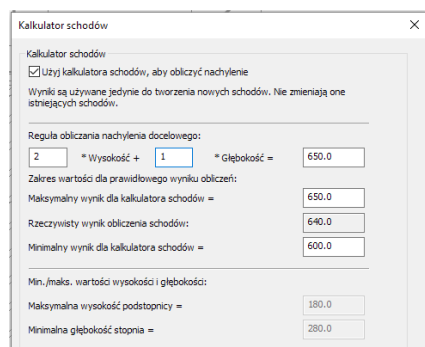 Kalkulator schodów
Kalkulator schodów
Użyj kalkulatora schodów, aby obliczyć nachylenie
Wyniki są używane jedynie do tworzenia nowych schodów. Nie zmieniają one
istniejących schodów.
Reguła obliczania nachylenia docelowego:
2 * Wysokość + 1 * Głębokość = 650.0
Zakres wartości dla prawidłowego wyniku obliczeń:
Maksymalny wynik dla kalkulatora schodów = 650.0
Rzeczywisty wynik obliczenia schodów: 640.0
Minimalny wynik dla kalkulatora schodów = 600.0
Min./maks. wartości wysokości i głębokości:
Maksymalna wysokość podstopnicy = 180.0
Minimalna głębokość stopnia = 280.0